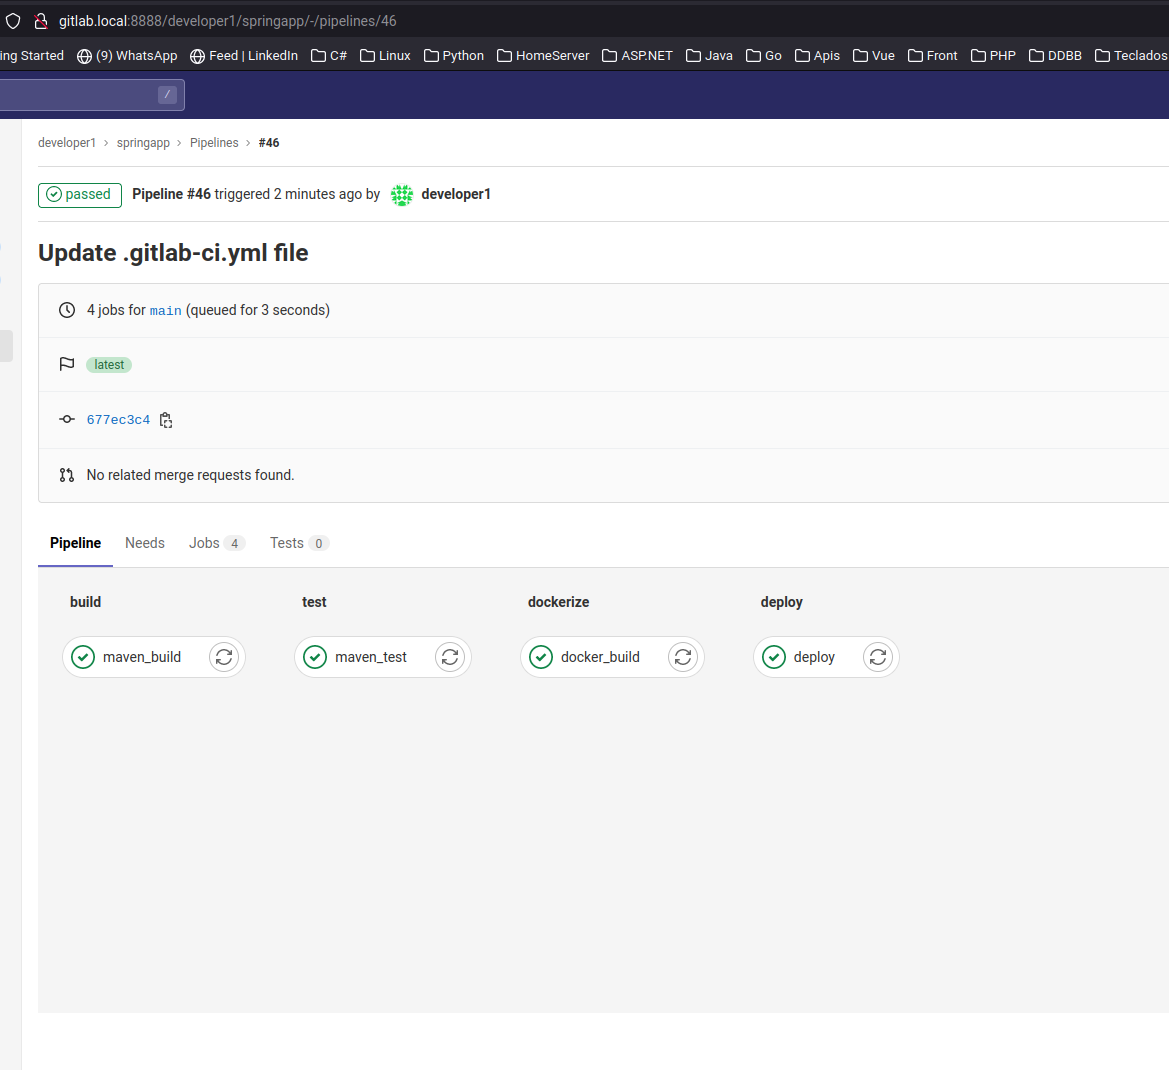 gitlab.local:8888/developer1/springapp/-/pipelines/46
ing Started (9) WhatsApp Feed | LinkedIn C# Linux Python HomeServer ASP.NET Java Go Apis Vue Front PHP DDBB Teclados
/
developer1 › springapp › Pipelines › #46
passed Pipeline #46 triggered 2 minutes ago by developer1
Update .gitlab-ci.yml file
4 jobs for main (queued for 3 seconds)
latest
677ec3c4
No related merge requests found.
Pipeline Needs Jobs 4 Tests 0
build test dockerize deploy
maven_build maven_test docker_build deploy